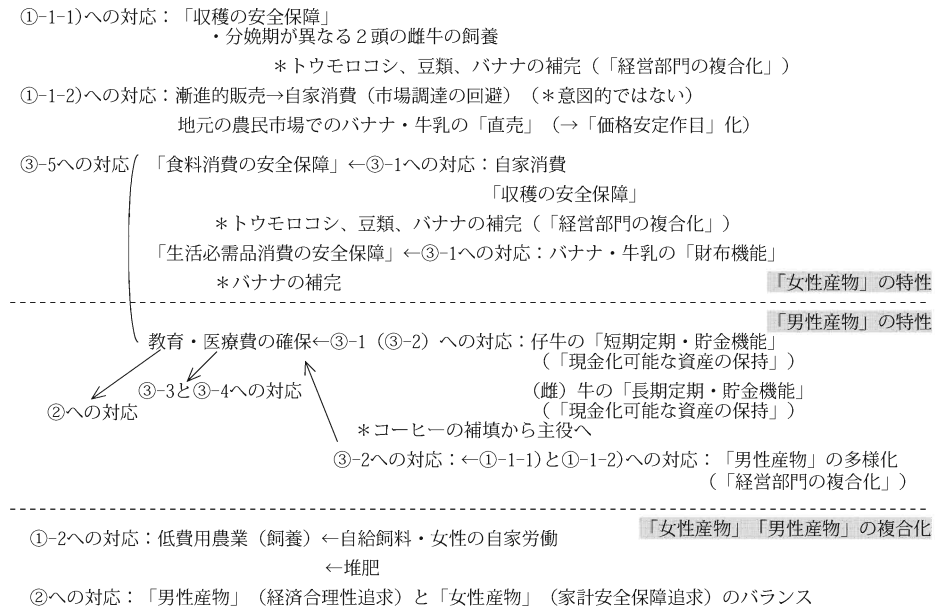 ①-1-1)への対応：「収穫の安全保障」
・分娩期が異なる２頭の雌牛の飼養
＊トウモロコシ、豆類、バナナの補完（「経営部門の複合化」）
①-1-2)への対応：漸進的販売→自家消費（市場調達の回避）（＊意図的ではない）
地元の農民市場でのバナナ・牛乳の「直売」（→「価格安定作目」化）
③-5への対応 「食料消費の安全保障」←③-1への対応：自家消費
「収穫の安全保障」
＊トウモロコシ、豆類、バナナの補完（「経営部門の複合化」）
「生活必需品消費の安全保障」←③-1への対応：バナナ・牛乳の「財布機能」
＊バナナの補完
「女性産物」の特性
「男性産物」の特性
教育・医療費の確保←③-1（③-2）への対応：仔牛の「短期定期・貯金機能」
（「現金化可能な資産の保持」）
③-3と③-4への対応 （雌）牛の「長期定期・貯金機能」
②への対応 （「現金化可能な資産の保持」）
＊コーヒーの補填から主役へ
③-2への対応：←①-1-1)と①-1-2)への対応：「男性産物」の多様化
（「経営部門の複合化」）
「女性産物」「男性産物」の複合化
①-2への対応：低費用農業（飼養）←自給飼料・女性の自家労働
←堆肥
②への対応：「男性産物」（経済合理性追求）と「女性産物」（家計安全保障追求）のバランス